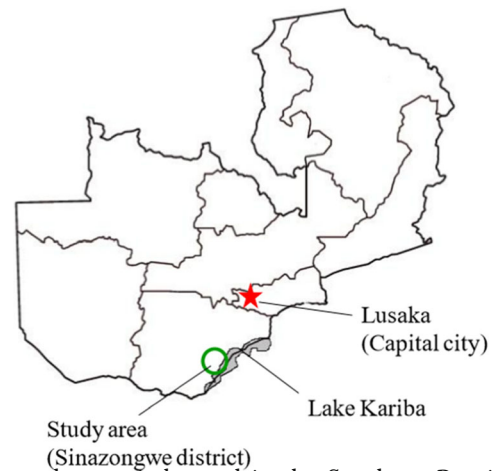 Lusaka
(Capital city)
Lake Kariba
Study area
(Sinazongwe district)